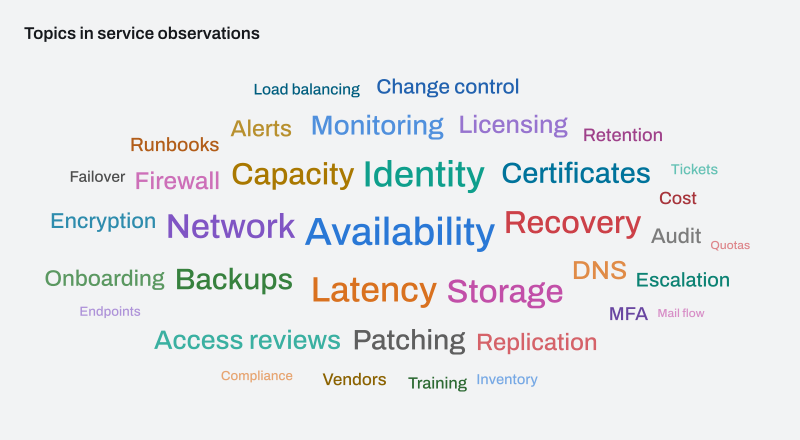 Topics in service observations
Load balancing Change control
Alerts Monitoring Licensing Retention
Runbooks
Failover Firewall Capacity Identity Certificates Tickets
Cost
Encryption Network Availability Recovery Audit Quotas
Onboarding Backups Latency Storage DNS Escalation
Endpoints MFA Mail flow
Access reviews Patching Replication
Compliance Vendors Training Inventory